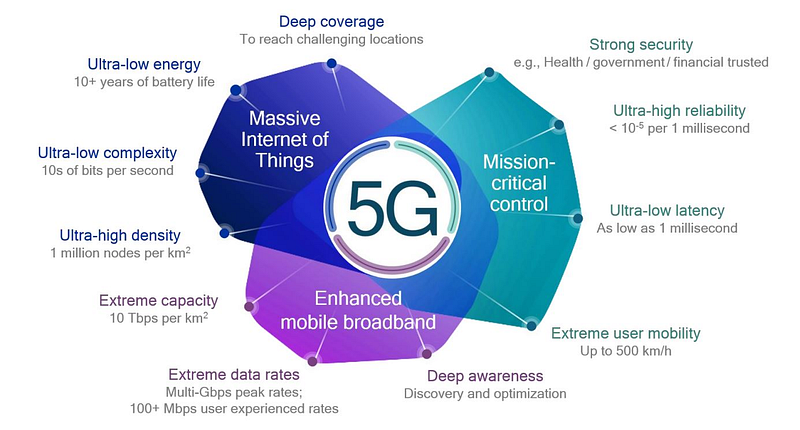 Deep coverage
To reach challenging locations
Strong security
e.g., Health / government / financial trusted
Ultra-low energy
10+ years of battery life
Ultra-high reliability
< 10⁻⁵ per 1 millisecond
Massive
Internet of
Things
Ultra-low complexity
10s of bits per second
Mission-
critical
control
5G
Ultra-low latency
As low as 1 millisecond
Ultra-high density
1 million nodes per km²
Extreme capacity
10 Tbps per km²
Enhanced
mobile broadband
Extreme user mobility
Up to 500 km/h
Extreme data rates
Multi-Gbps peak rates;
100+ Mbps user experienced rates
Deep awareness
Discovery and optimization